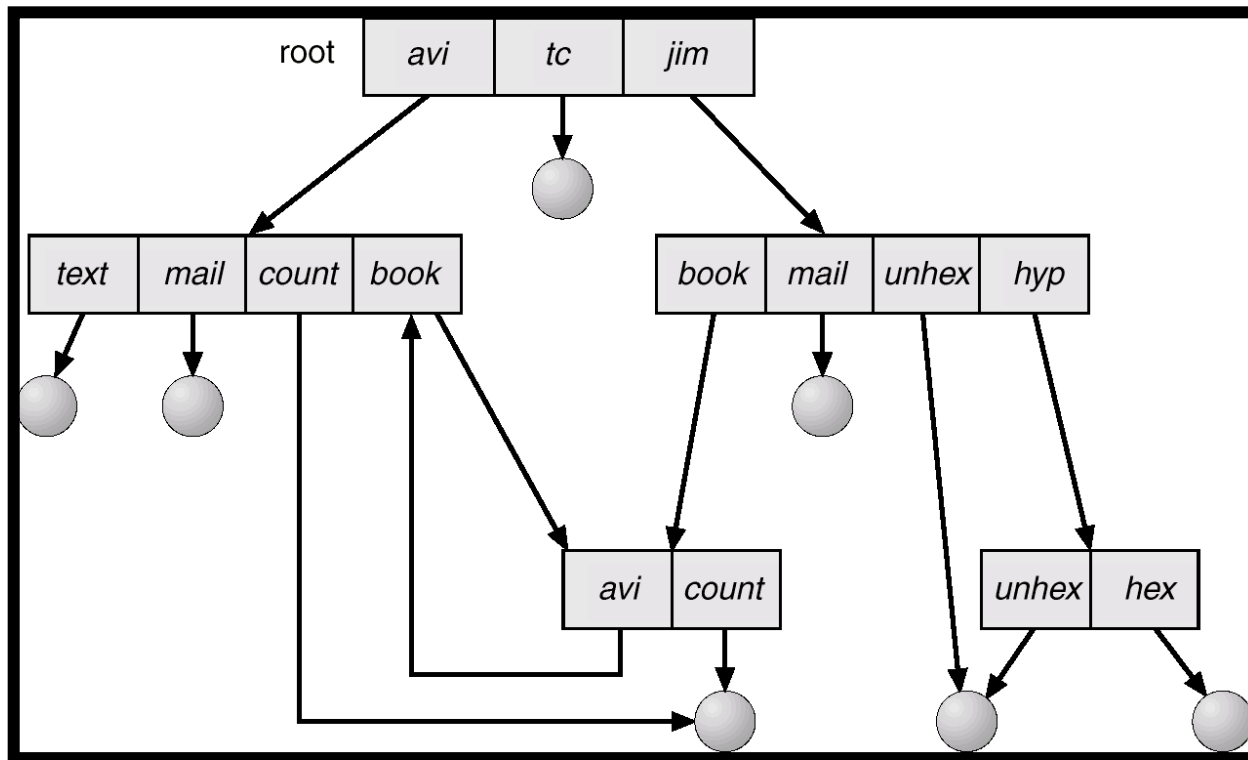 root avi tc jim
text mail count book
book mail unhex hyp
avi count
unhex hex